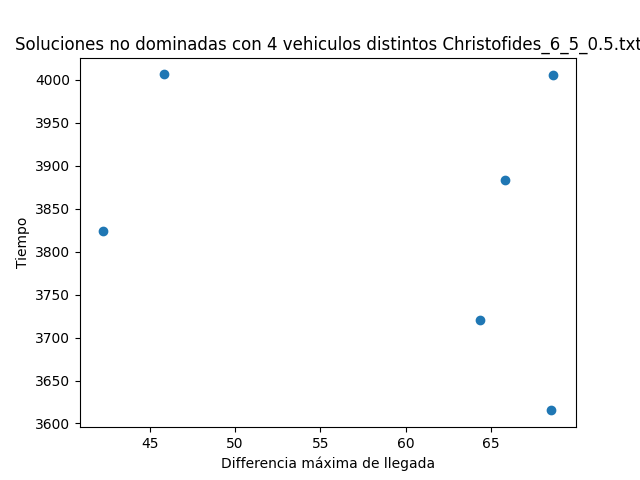 Soluciones no dominadas con 4 vehiculos distintos Christofides_6_5_0.5.txt
4000
3950
3900
3850
3800
3750
3700
3650
3600
Tiempo
45 50 55 60 65
Differencia máxima de llegada